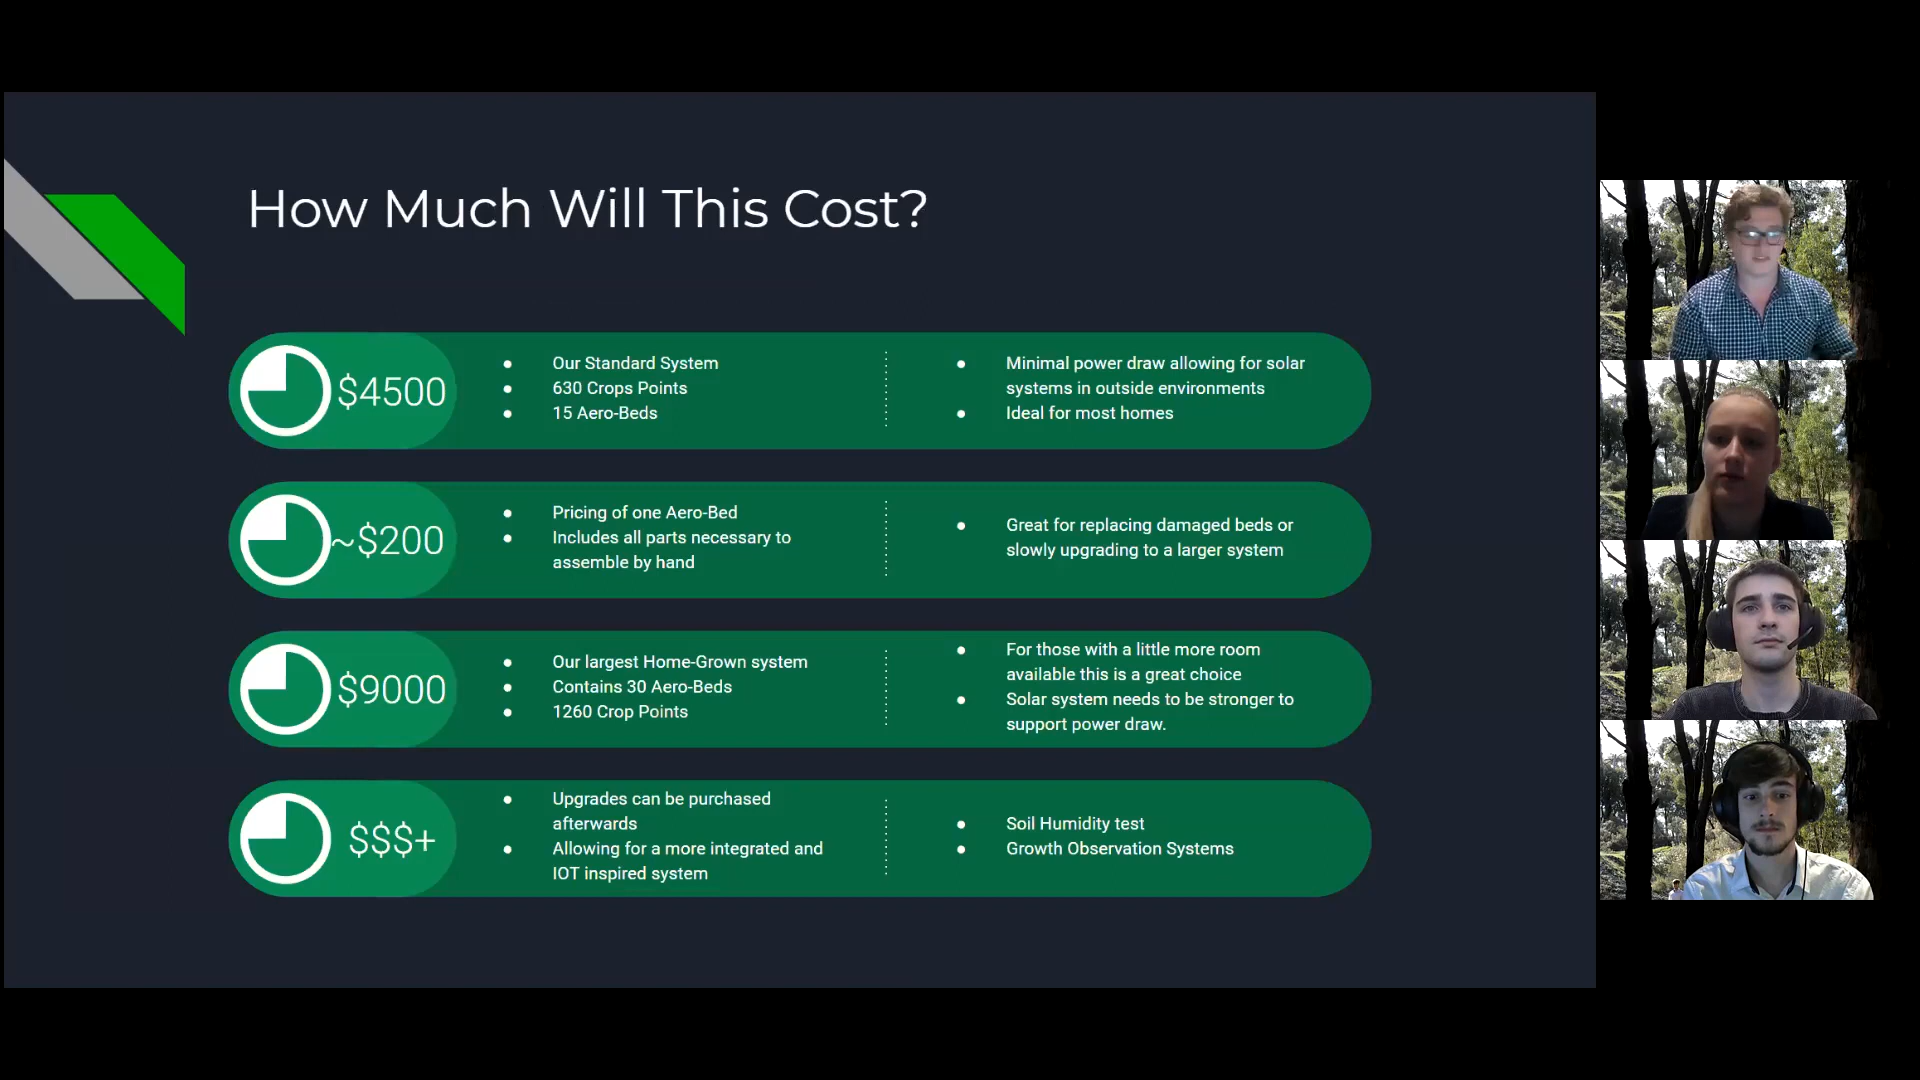 How Much Will This Cost?
$4500
Our Standard System
630 Crops Points
15 Aero-Beds
Minimal power draw allowing for solar
systems in outside environments
Ideal for most homes
~$200
Pricing of one Aero-Bed
Includes all parts necessary to
assemble by hand
Great for replacing damaged beds or
slowly upgrading to a larger system
$9000
Our largest Home-Grown system
Contains 30 Aero-Beds
1260 Crop Points
For those with a little more room
available this is a great choice
Solar system needs to be stronger to
support power draw.
$$$+
Upgrades can be purchased
afterwards
Allowing for a more integrated and
IOT inspired system
Soil Humidity test
Growth Observation Systems